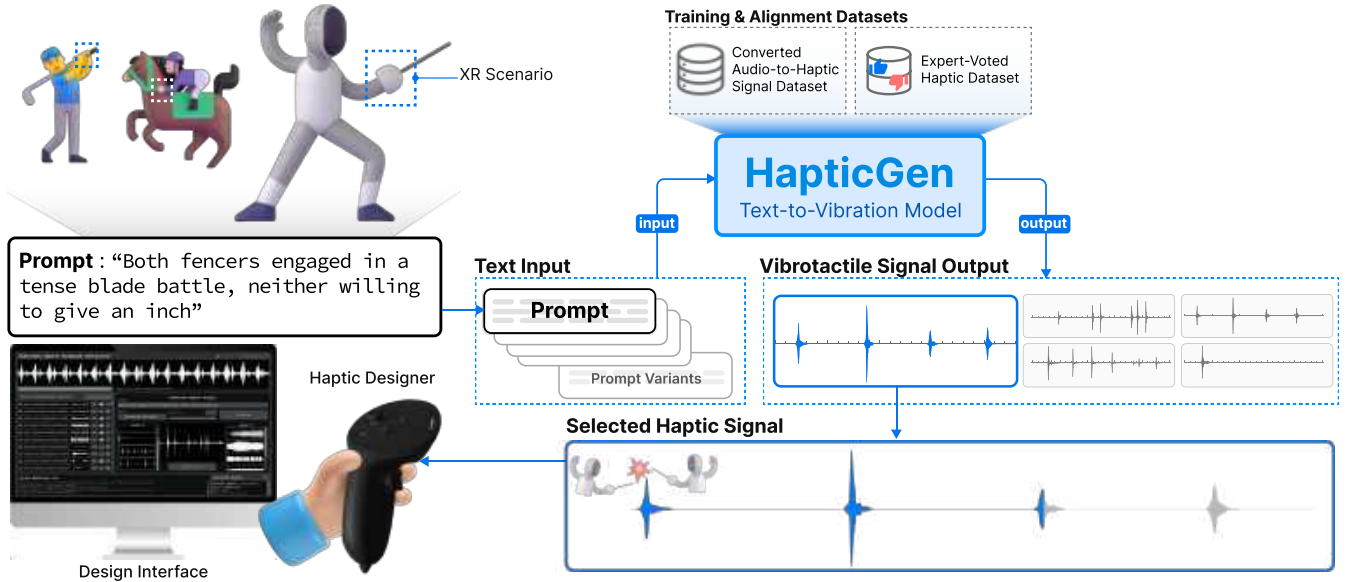 Training & Alignment Datasets
Converted
Audio-to-Haptic
Signal Dataset
Expert-Voted
Haptic Dataset
XR Scenario
HapticGen
Text-to-Vibration Model
input
output
Prompt : “Both fencers engaged in a
tense blade battle, neither willing
to give an inch”
Text Input
Prompt
Prompt Variants
Vibrotactile Signal Output
Haptic Designer
Selected Haptic Signal
Design Interface